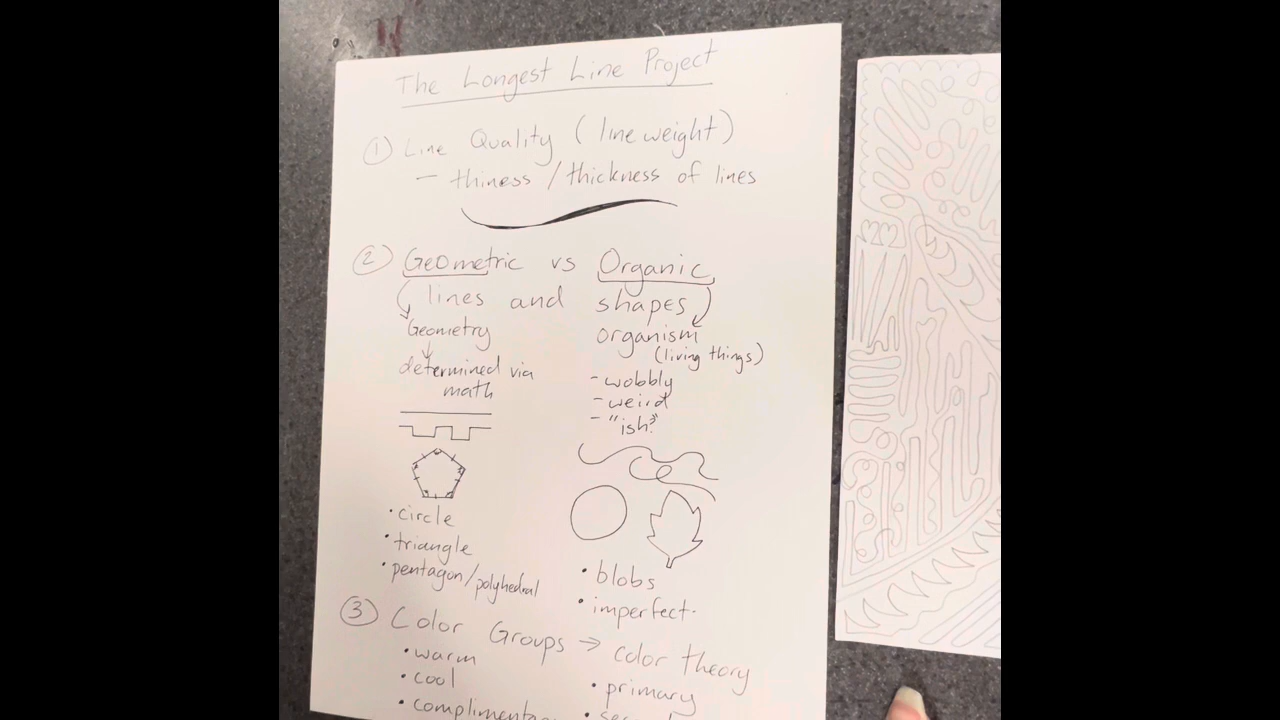 The Longest Line Project
① Line Quality (line weight)
— thiness / thickness of lines
② Geometric vs Organic
lines and shapes
Geometry
determined via
math
organism
(living things)
- wobbly
- weird
- "ish"
• circle
• triangle
• pentagon/polyhedral
• blobs
• imperfect
③ Color Groups → color theory
• warm
• cool
• primary